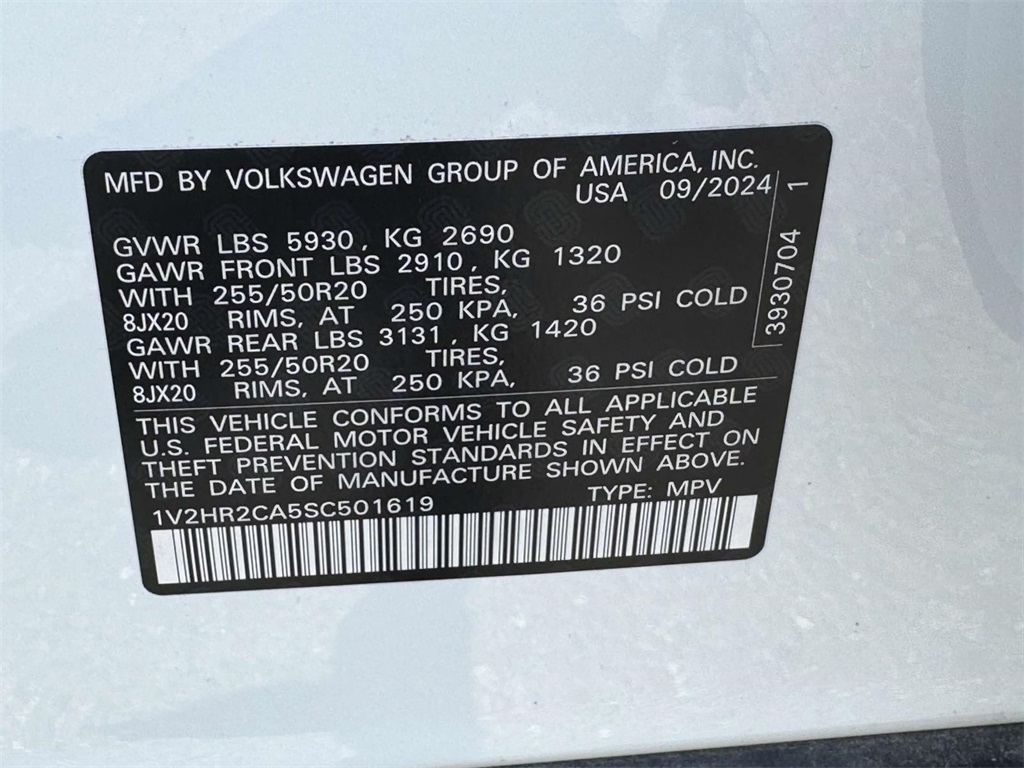 MFD BY VOLKSWAGEN GROUP OF AMERICA, INC.
USA 09/2024
GVWR LBS 5930, KG 2690
GAWR FRONT LBS 2910, KG 1320
WITH 255/50R20 TIRES,
8JX20 RIMS, AT 250 KPA, 36 PSI COLD
GAWR REAR LBS 3131, KG 1420
WITH 255/50R20 TIRES,
8JX20 RIMS, AT 250 KPA, 36 PSI COLD
THIS VEHICLE CONFORMS TO ALL APPLICABLE
U.S. FEDERAL MOTOR VEHICLE SAFETY AND
THEFT PREVENTION STANDARDS IN EFFECT ON
THE DATE OF MANUFACTURE SHOWN ABOVE.
1V2HR2CA5SC501619 TYPE: MPV
3930704 1